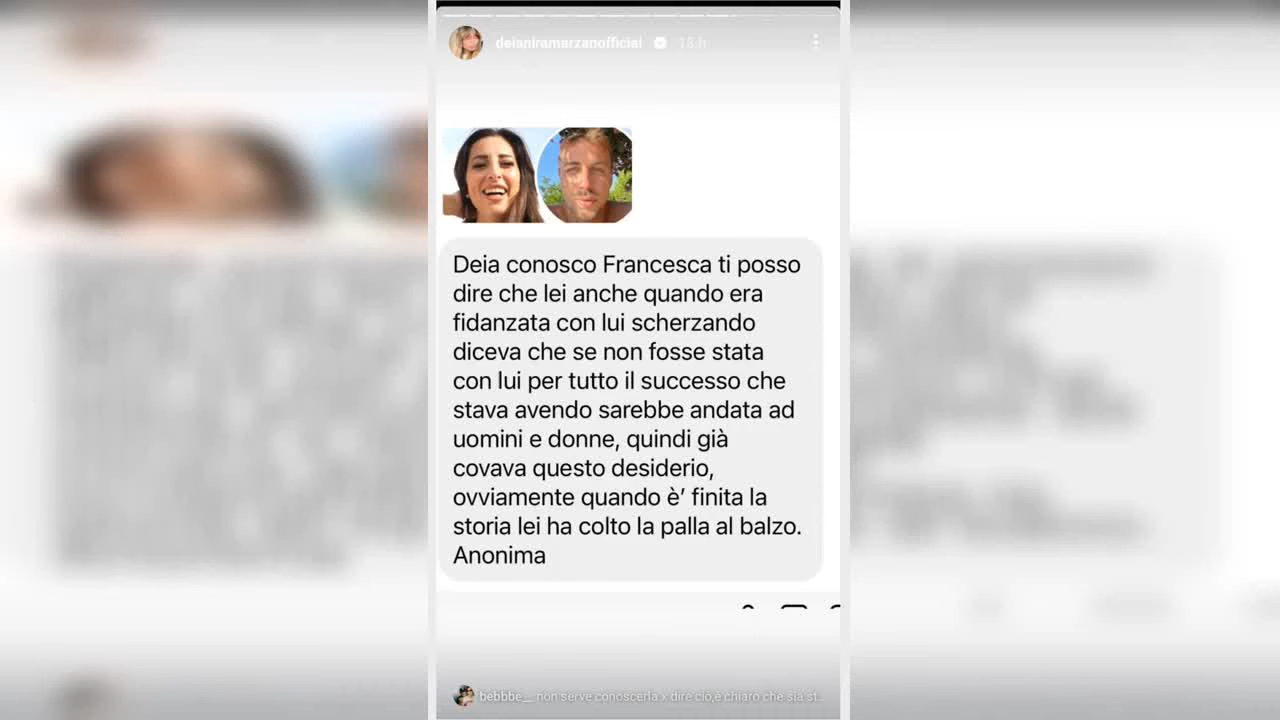 deianiramarzanofficial 13 h
Deia conosco Francesca ti posso
dire che lei anche quando era
fidanzata con lui scherzando
diceva che se non fosse stata
con lui per tutto il successo che
stava avendo sarebbe andata ad
uomini e donne, quindi già
covava questo desiderio,
ovviamente quando è’ finita la
storia lei ha colto la palla al balzo.
Anonima
bebbbe__ non serve conoscerla x dire ciò,è chiaro che sia st...